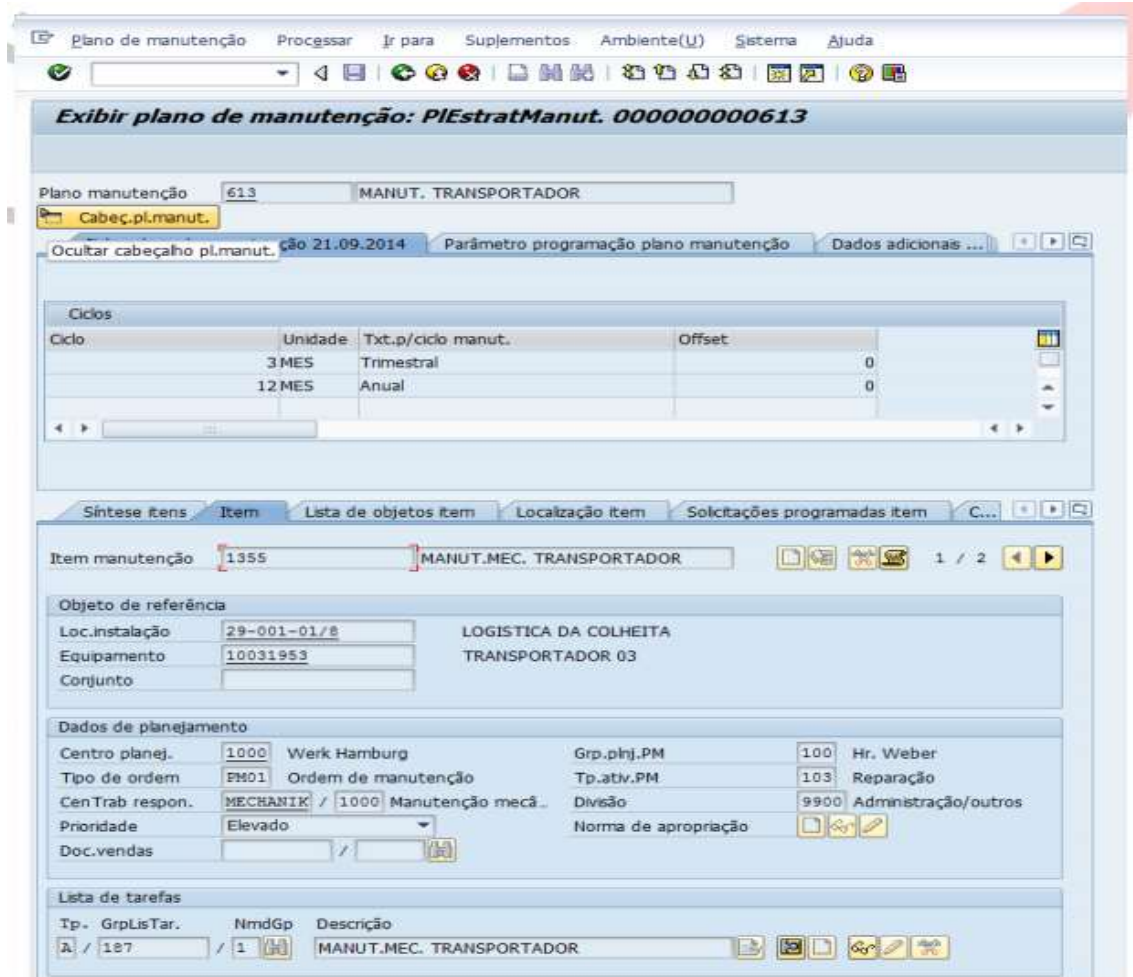 Plano de manutenção Processar Ir para Suplementos Ambiente(U) Sistema Ajuda
Exibir plano de manutenção: PlEstratManut. 000000000613
Plano manutenção 613 MANUT. TRANSPORTADOR
Cabeç.pl.manut.
Ocultar cabeçalho pl.manut. ção 21.09.2014 Parâmetro programação plano manutenção Dados adicionais ...
Ciclos
Ciclo Unidade Txt.p/ciclo manut. Offset
3 MES Trimestral 0
12 MES Anual 0
Síntese itens Item Lista de objetos item Localização item Solicitações programadas item C...
Item manutenção 1355 MANUT.MEC. TRANSPORTADOR 1 / 2
Objeto de referência
Loc.instalação 29-001-01/8 LOGISTICA DA COLHEITA
Equipamento 10031953 TRANSPORTADOR 03
Conjunto
Dados de planejamento
Centro planej. 1000 Werk Hamburg Grp.plnj.PM 100 Hr. Weber
Tipo de ordem PM01 Ordem de manutenção Tp.ativ.PM 103 Reparação
CenTrab respon. MECHANIK / 1000 Manutenção mecâ.. Divisão 9900 Administração/outros
Prioridade Elevado Norma de apropriação
Doc.vendas /
Lista de tarefas
Tp. GrpLisTar. NmdGp Descrição
A / 187 / 1 MANUT.MEC. TRANSPORTADOR